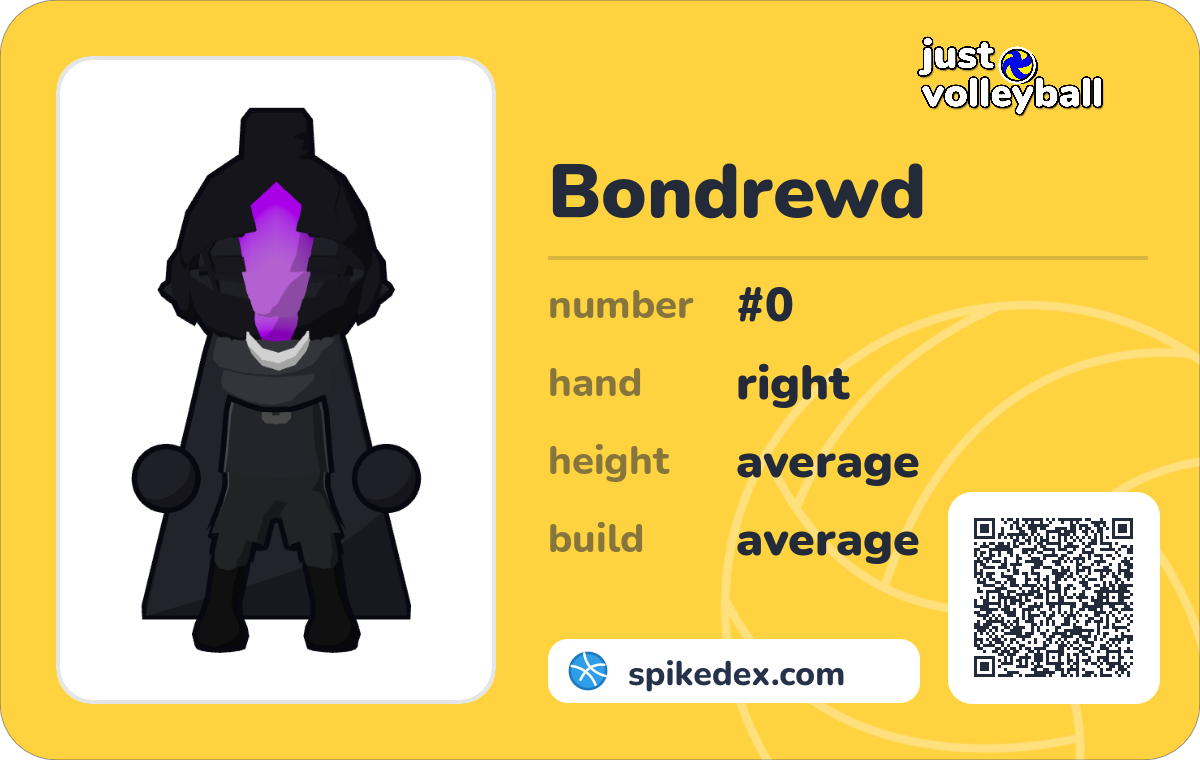 just
volleyball
Bondrewd
number #0
hand right
height average
build average
spikedex.com